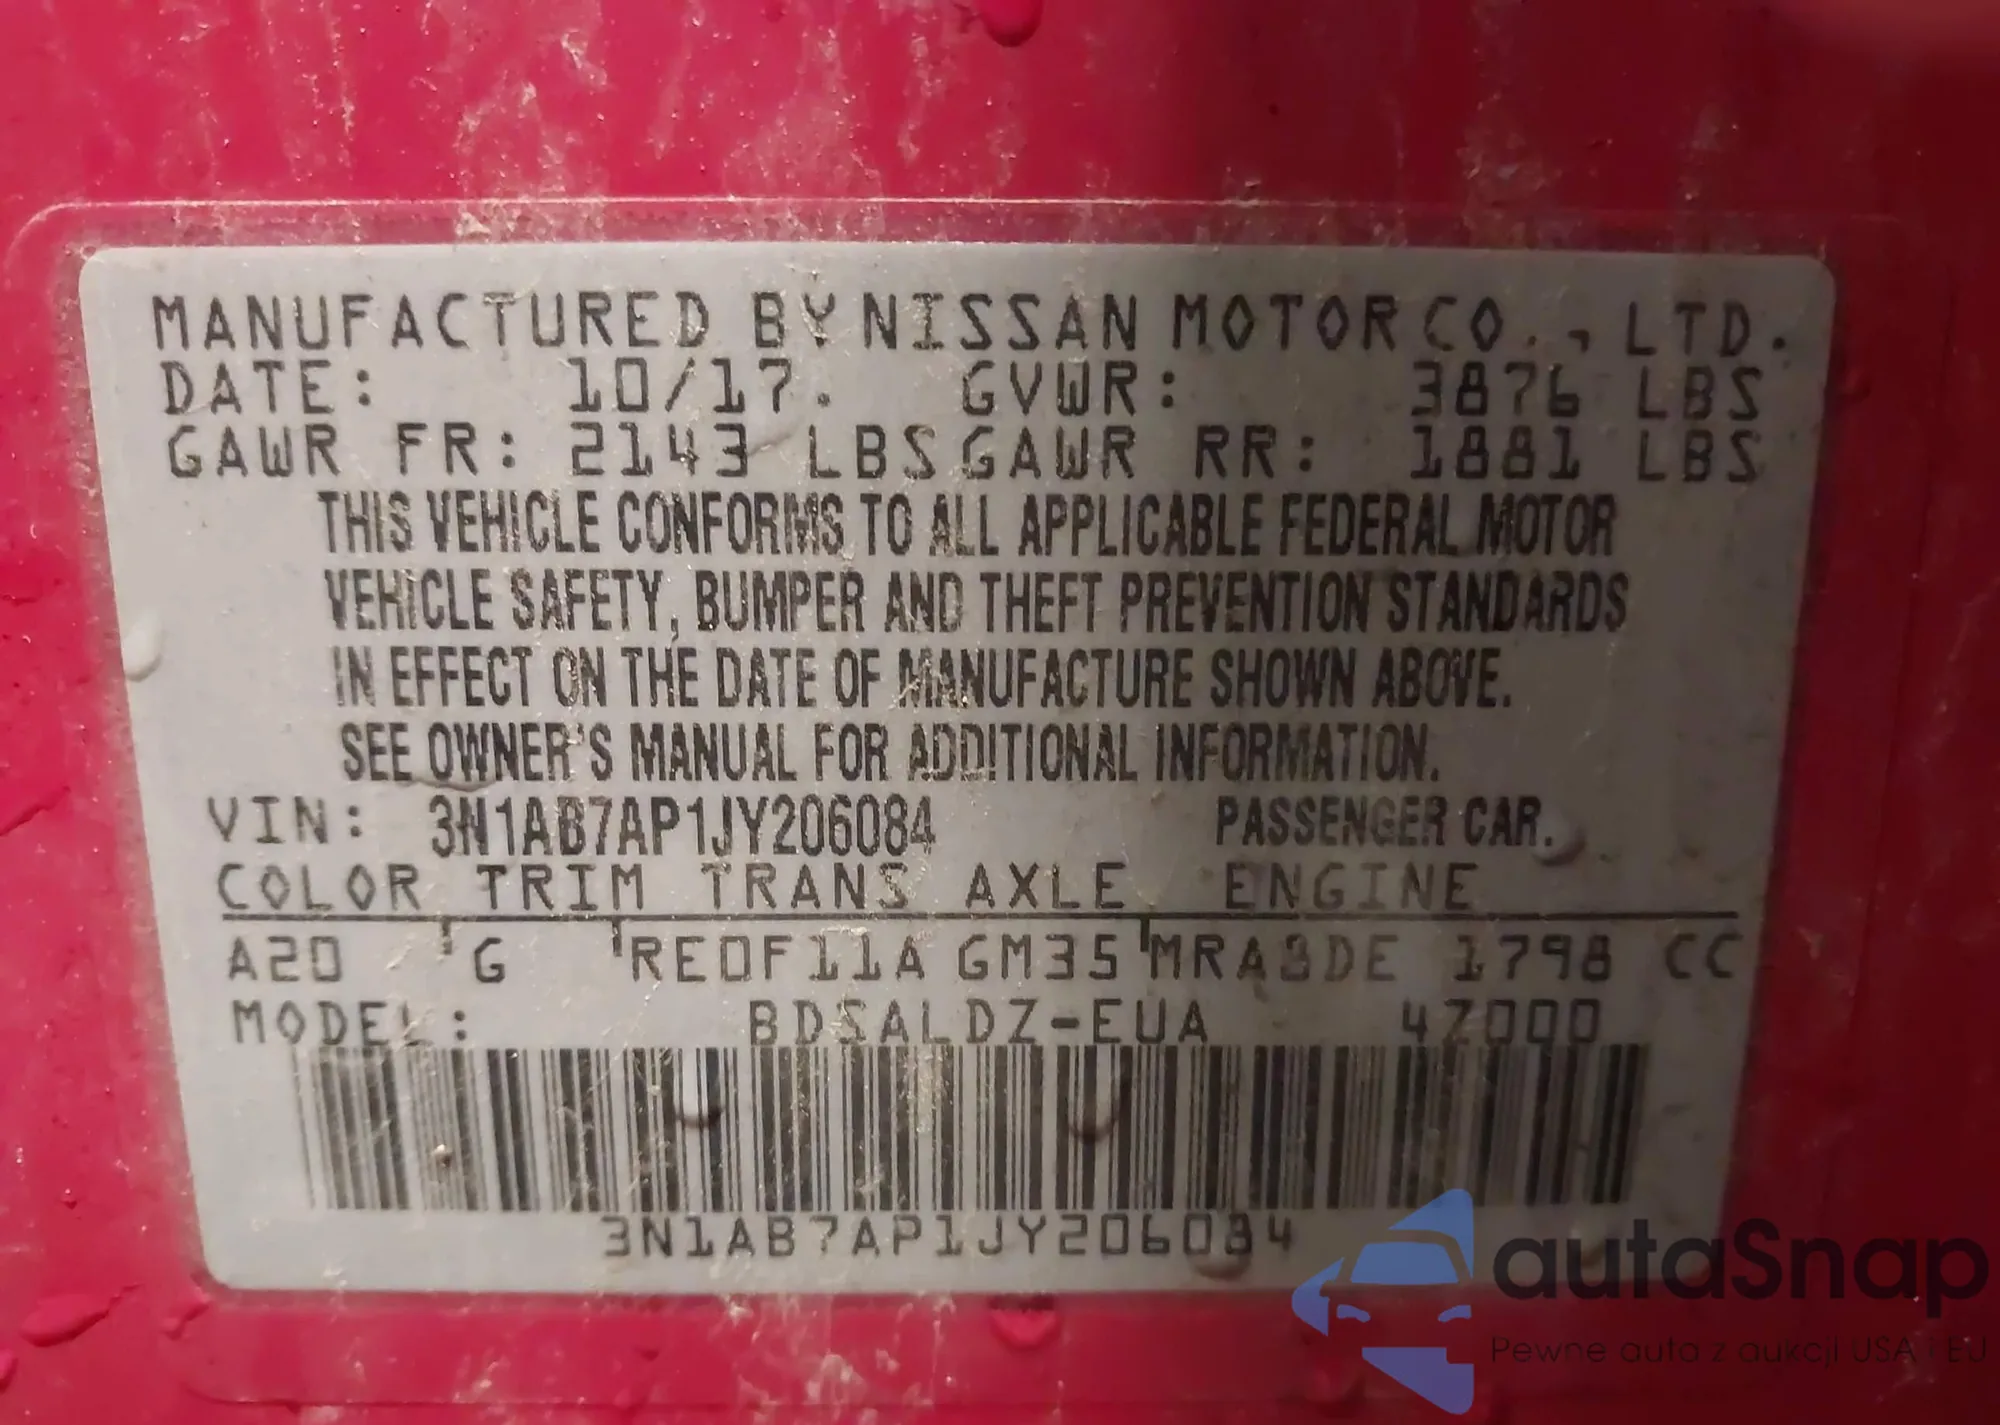 MANUFACTURED BY NISSAN MOTOR CO., LTD.
DATE: 10/17. GVWR: 3876 LBS
GAWR FR: 2143 LBS GAWR RR: 1881 LBS
THIS VEHICLE CONFORMS TO ALL APPLICABLE FEDERAL MOTOR
VEHICLE SAFETY, BUMPER AND THEFT PREVENTION STANDARDS
IN EFFECT ON THE DATE OF MANUFACTURE SHOWN ABOVE.
SEE OWNER'S MANUAL FOR ADDITIONAL INFORMATION.
VIN: 3N1AB7AP1JY206084 PASSENGER CAR.
COLOR TRIM TRANS AXLE ENGINE
A20 G RE0F11A GM35 MRA8DE 1798 CC
MODEL: BDSALDZ-EUA 4Z000
3N1AB7AP1JY206084
autaSnap
Pewne auta z aukcji USA i EU